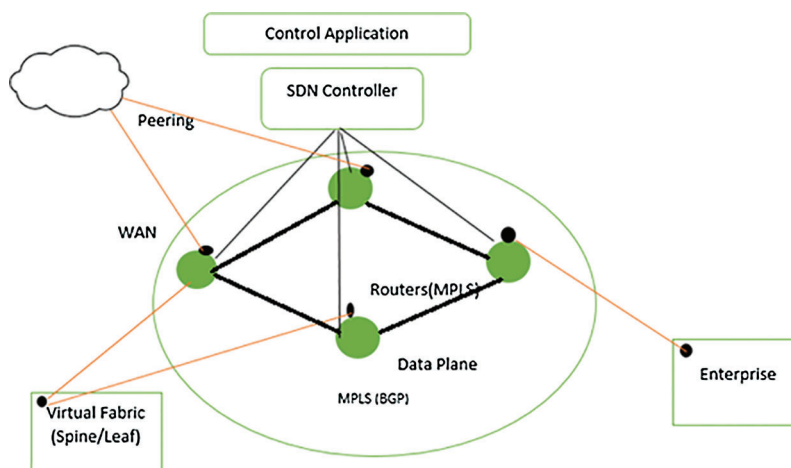 Control Application
SDN Controller
Peering
WAN
Routers(MPLS)
Data Plane
MPLS (BGP)
Enterprise
Virtual Fabric
(Spine/Leaf)